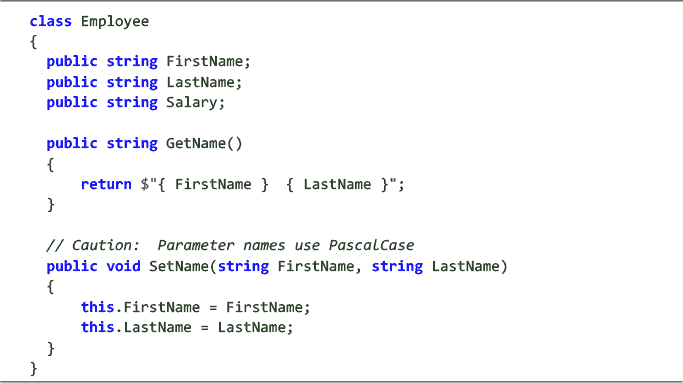 class Employee
{
  public string FirstName;
  public string LastName;
  public string Salary;

  public string GetName()
  {
      return $"{ FirstName }  { LastName }";
  }

  // Caution:  Parameter names use PascalCase
  public void SetName(string FirstName, string LastName)
  {
      this.FirstName = FirstName;
      this.LastName = LastName;
  }
}